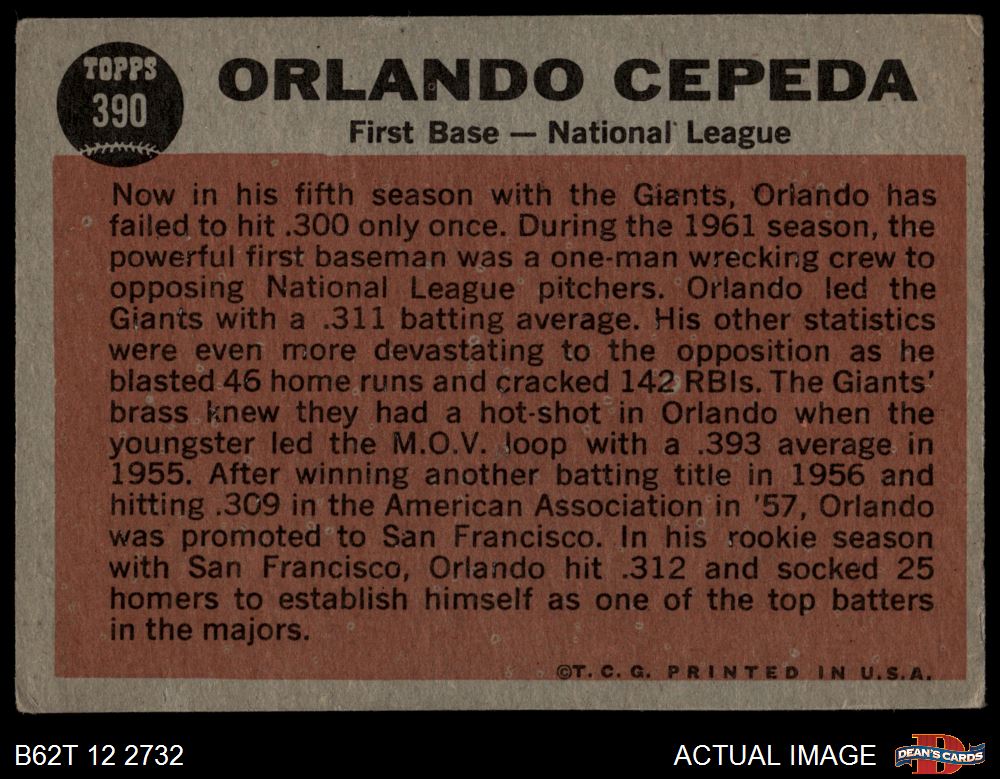 TOPPS
390
ORLANDO CEPEDA
First Base — National League
Now in his fifth season with the Giants, Orlando has
failed to hit .300 only once. During the 1961 season, the
powerful first baseman was a one-man wrecking crew to
opposing National League pitchers. Orlando led the
Giants with a .311 batting average. His other statistics
were even more devastating to the opposition as he
blasted 46 home runs and cracked 142 RBIs. The Giants'
brass knew they had a hot-shot in Orlando when the
youngster led the M.O.V. loop with a .393 average in
1955. After winning another batting title in 1956 and
hitting .309 in the American Association in '57, Orlando
was promoted to San Francisco. In his rookie season
with San Francisco, Orlando hit .312 and socked 25
homers to establish himself as one of the top batters
in the majors.
©T. C. G. PRINTED IN U.S.A.
B62T 12 2732
ACTUAL IMAGE
D
DEAN'S CARDS